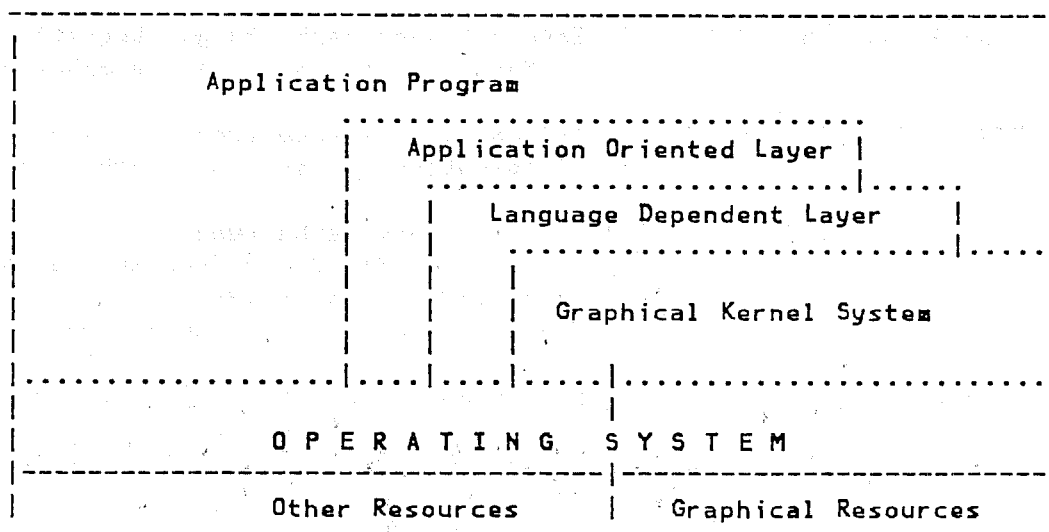 Application Program
Application Oriented Layer
Language Dependent Layer
Graphical Kernel System
O P E R A T I N G   S Y S T E M
Other Resources
Graphical Resources